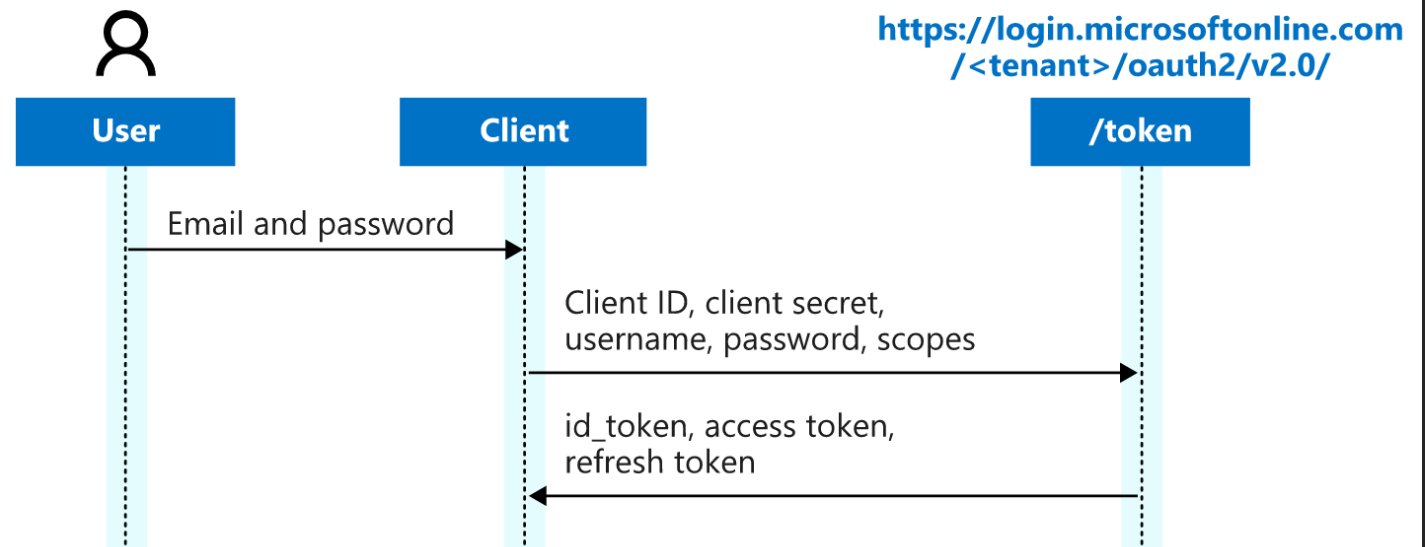 https://login.microsoftonline.com
/<tenant>/oauth2/v2.0/
User
Client
/token
Email and password
Client ID, client secret,
username, password, scopes
id_token, access token,
refresh token